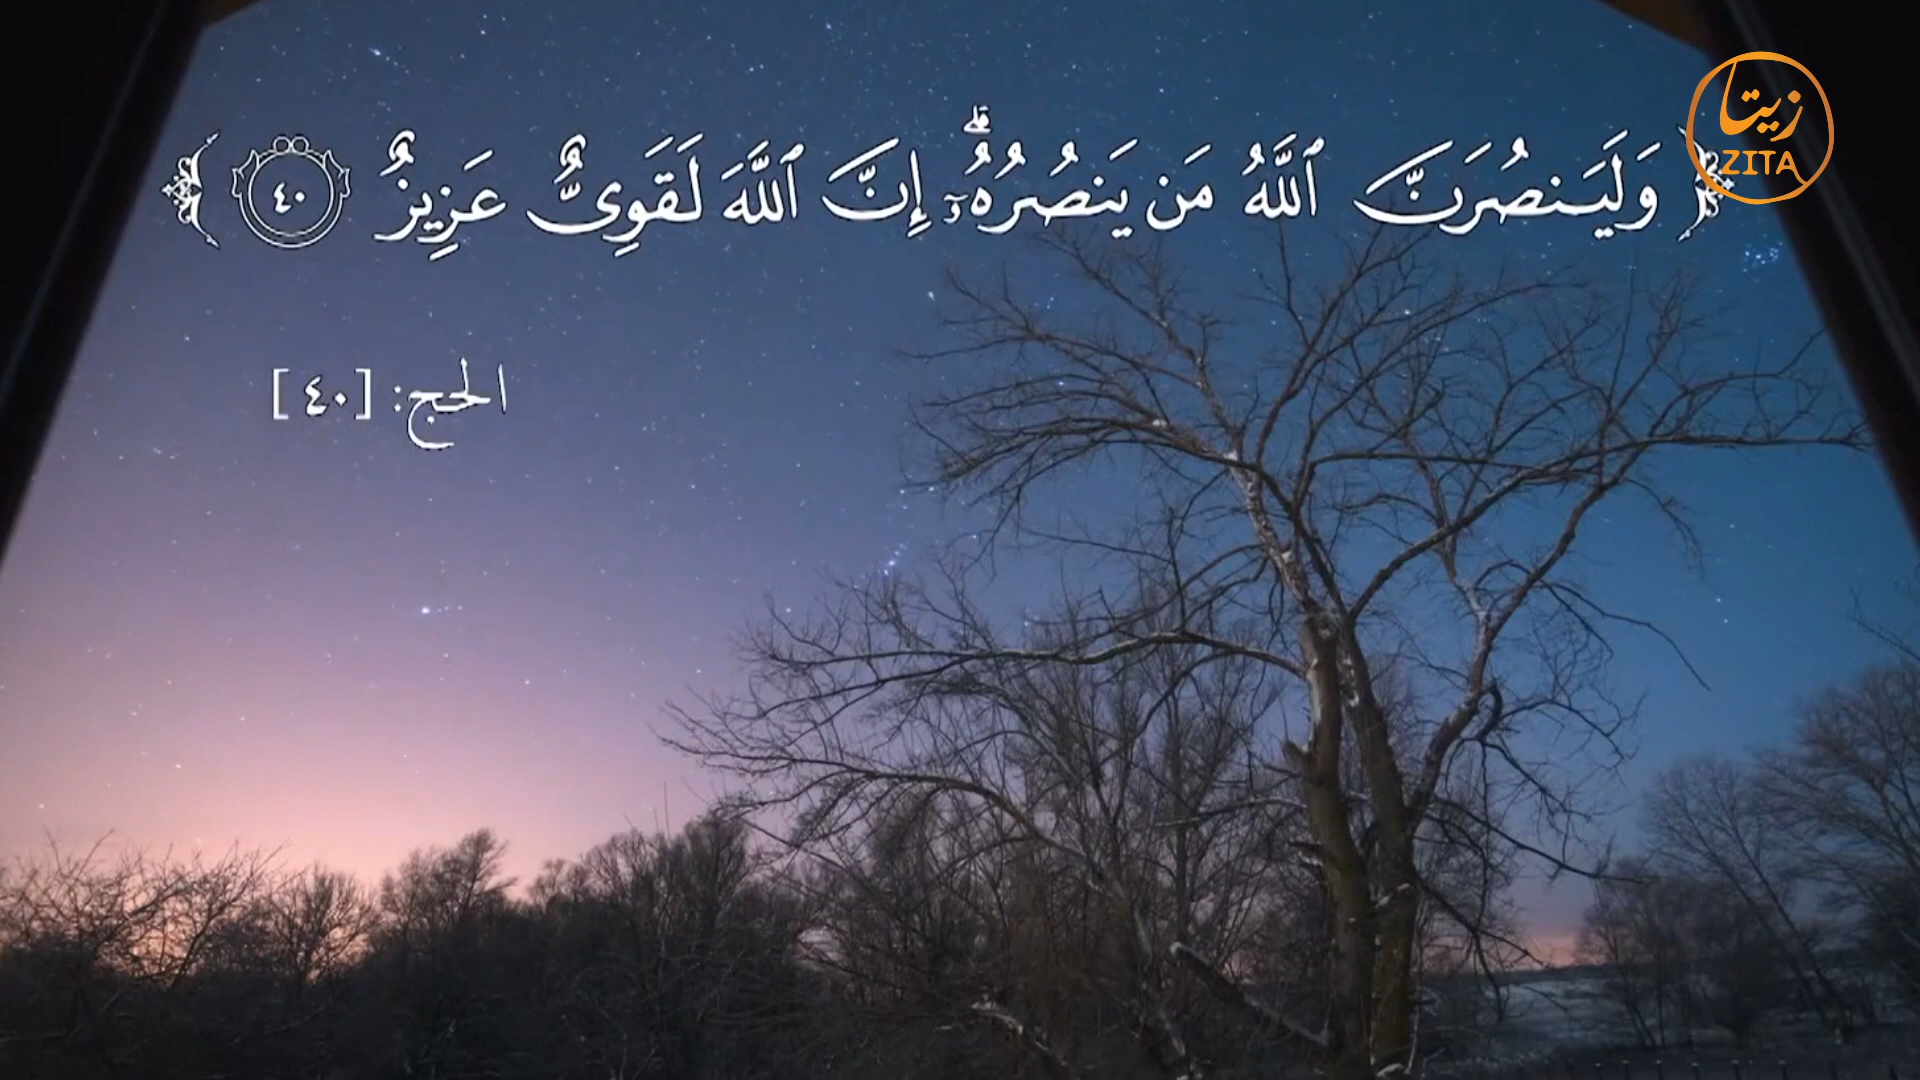 ﴿ وَلَيَنصُرَنَّ ٱللَّهُ مَن يَنصُرُهُۥٓ ۗ إِنَّ ٱللَّهَ لَقَوِىٌّ عَزِيزٌ ٤٠ ﴾
الحج: [٤٠]
زيتا
ZITA